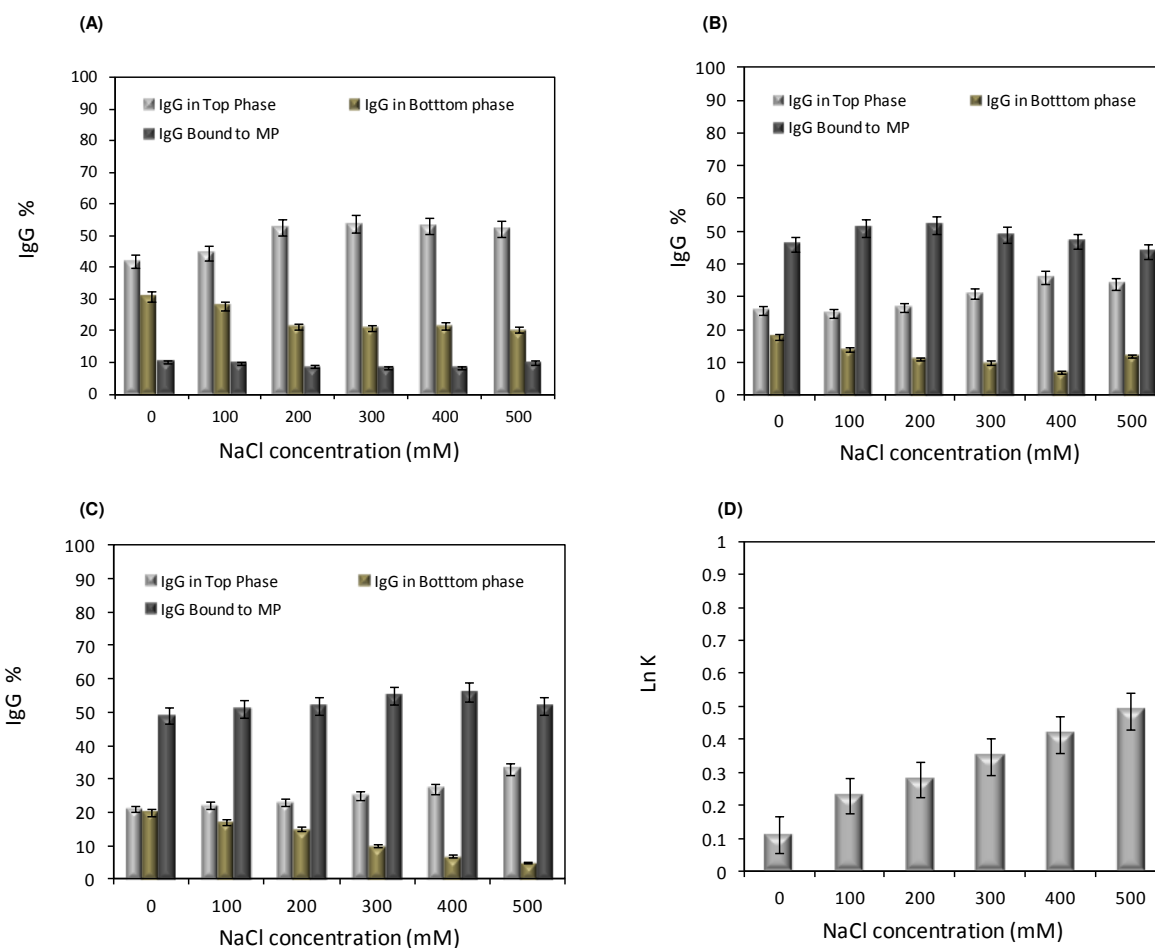 (A)
100
90
80
70
60
50
40
30
20
10
0
IgG %
IgG in Top Phase
IgG in Botttom phase
IgG Bound to MP
0 100 200 300 400 500
NaCl concentration (mM)
(B)
100
90
80
70
60
50
40
30
20
10
0
IgG %
IgG in Top Phase
IgG in Botttom phase
IgG Bound to MP
0 100 200 300 400 500
NaCl concentration (mM)
(C)
100
90
80
70
60
50
40
30
20
10
0
IgG %
IgG in Top Phase
IgG in Botttom phase
IgG Bound to MP
0 100 200 300 400 500
NaCl concentration (mM)
(D)
1
0.9
0.8
0.7
0.6
0.5
0.4
0.3
0.2
0.1
0
Ln K
0 100 200 300 400 500
NaCl concentration (mM)